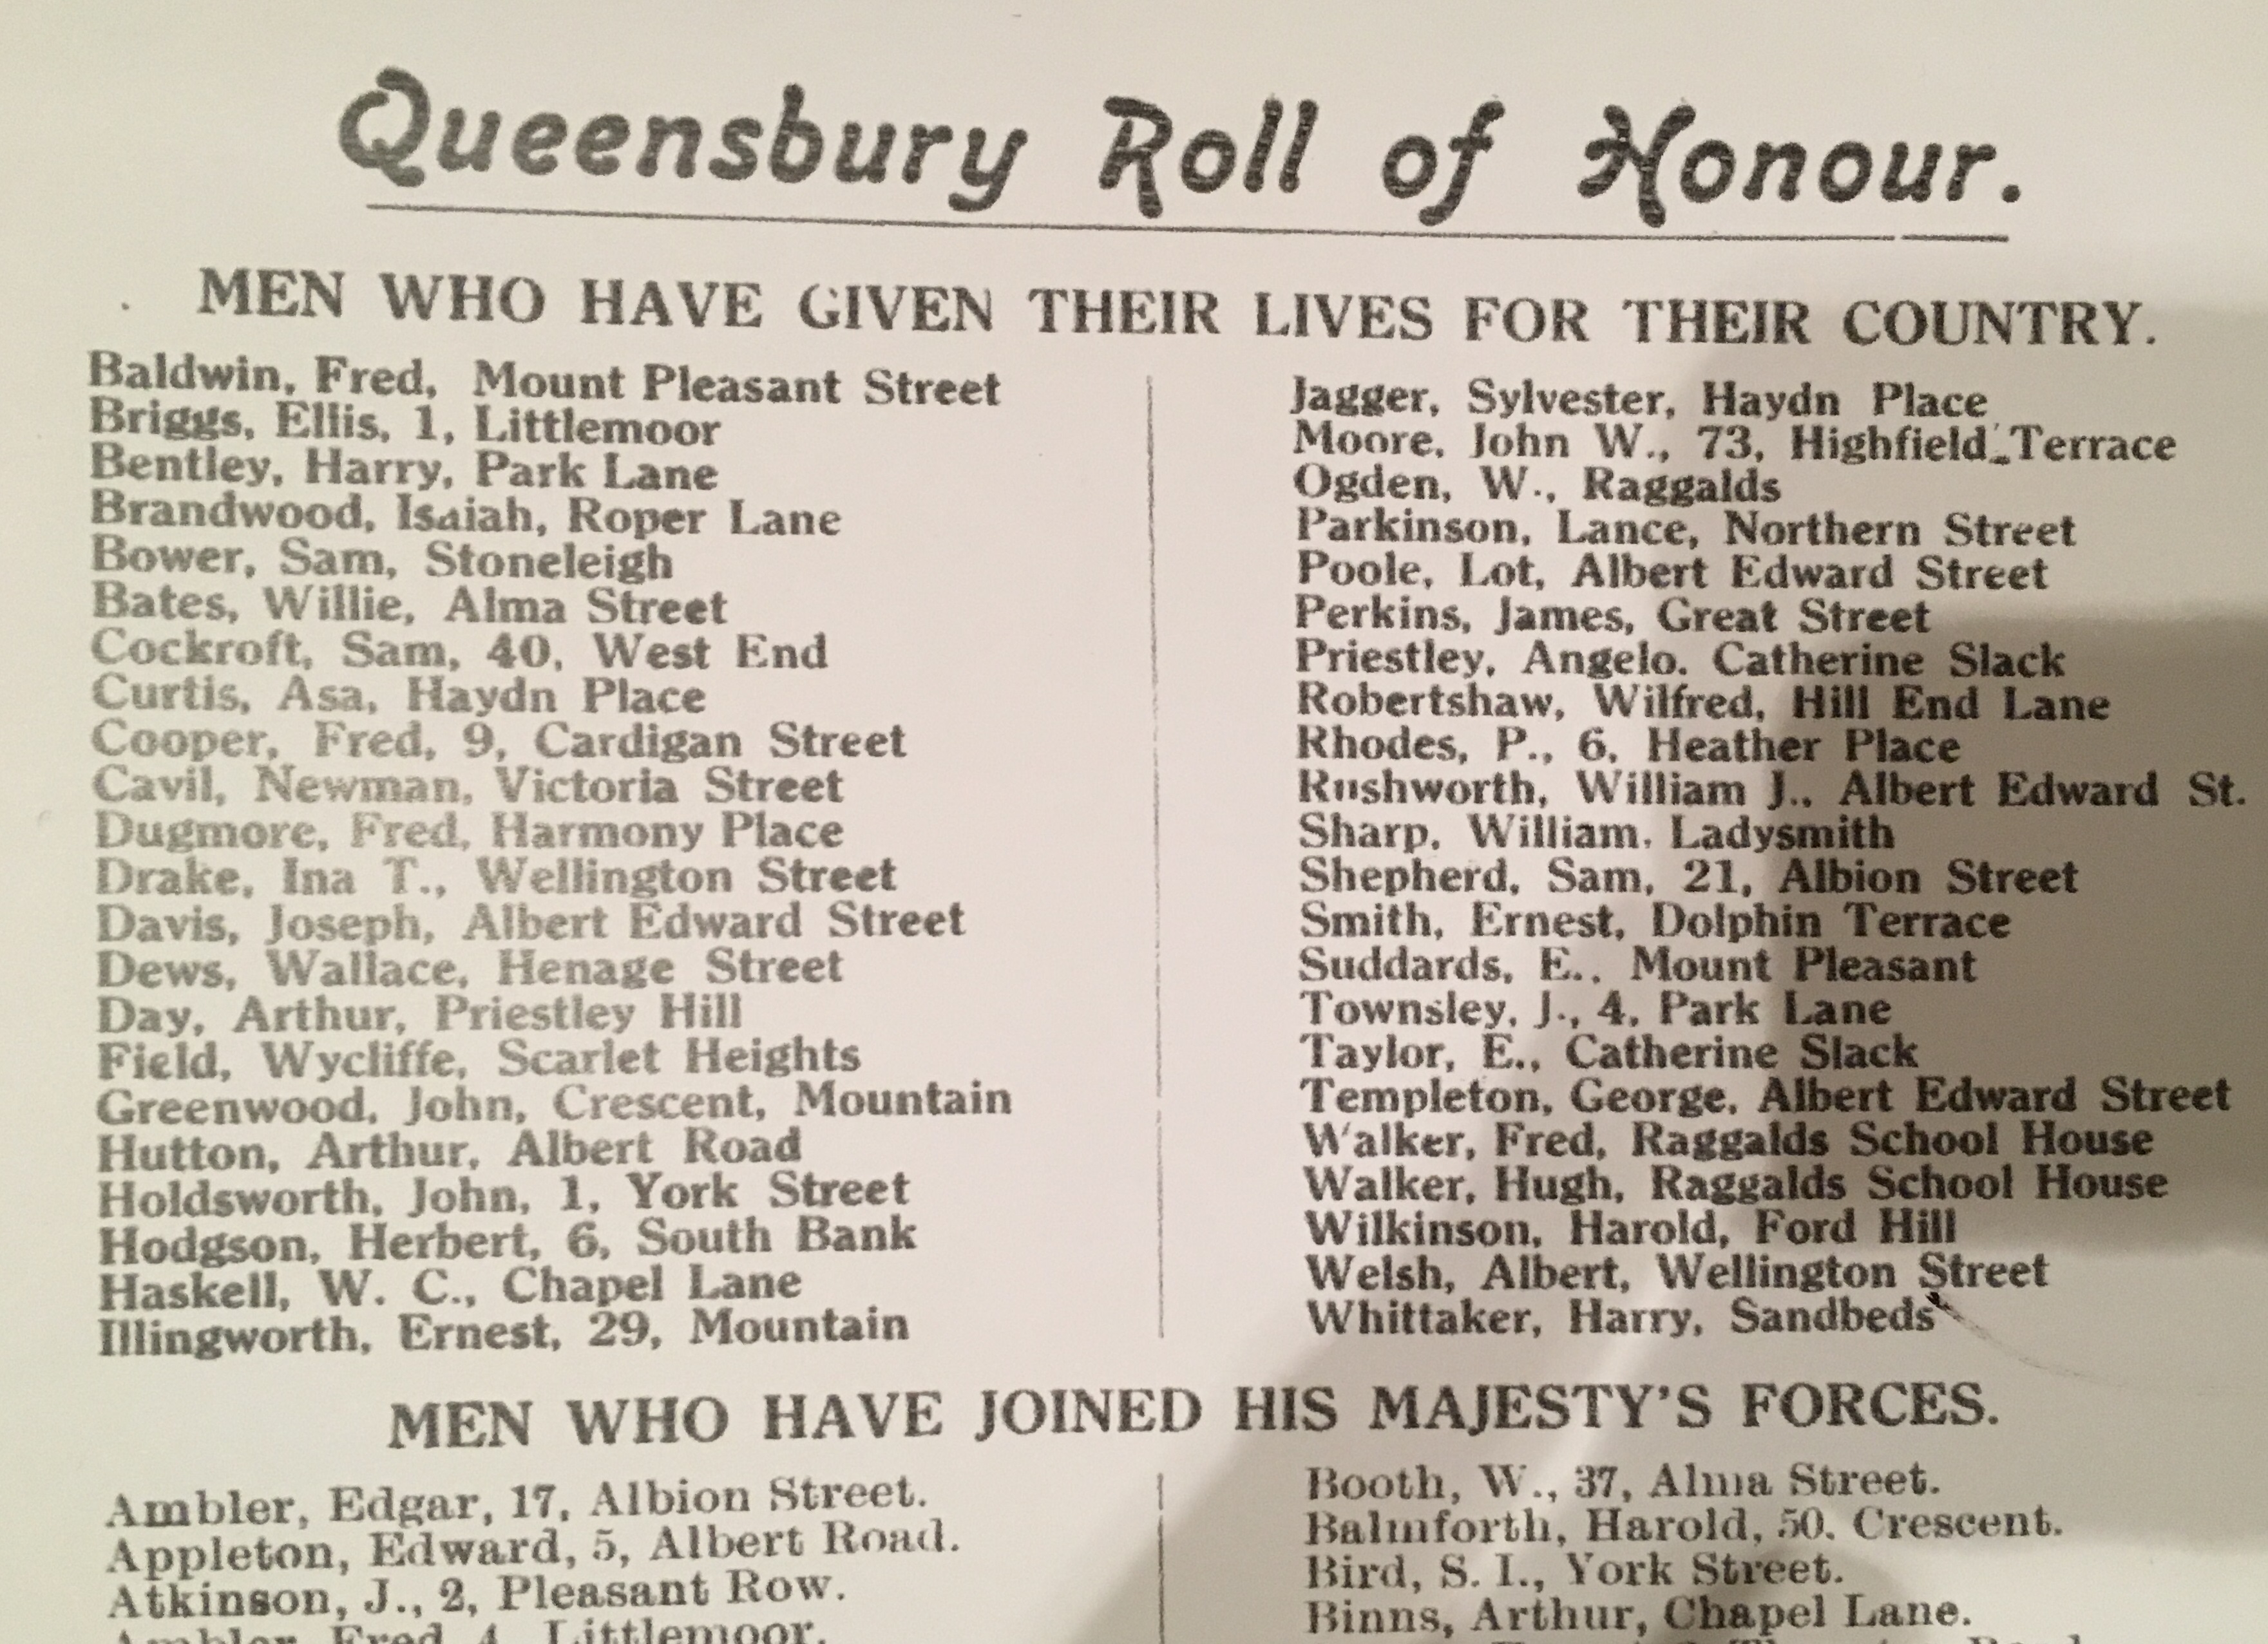 Queensbury Roll of Honour.
MEN WHO HAVE GIVEN THEIR LIVES FOR THEIR COUNTRY.
Baldwin, Fred, Mount Pleasant Street
Briggs, Ellis, 1, Littlemoor
Bentley, Harry, Park Lane
Brandwood, Isaiah, Roper Lane
Bower, Sam, Stoneleigh
Bates, Willie, Alma Street
Cockroft, Sam, 40, West End
Curtis, Asa, Haydn Place
Cooper, Fred, 9, Cardigan Street
Cavil, Newman, Victoria Street
Dugmore, Fred, Harmony Place
Drake, Ina T., Wellington Street
Davis, Joseph, Albert Edward Street
Dews, Wallace, Henage Street
Day, Arthur, Priestley Hill
Field, Wycliffe, Scarlet Heights
Greenwood, John, Crescent, Mountain
Hutton, Arthur, Albert Road
Holdsworth, John, 1, York Street
Hodgson, Herbert, 6, South Bank
Haskell, W. C., Chapel Lane
Illingworth, Ernest, 29, Mountain
Jagger, Sylvester, Haydn Place
Moore, John W., 73, Highfield Terrace
Ogden, W., Raggalds
Parkinson, Lance, Northern Street
Poole, Lot, Albert Edward Street
Perkins, James, Great Street
Priestley, Angelo. Catherine Slack
Robertshaw, Wilfred, Hill End Lane
Rhodes, P., 6, Heather Place
Rushworth, William J., Albert Edward St.
Sharp, William, Ladysmith
Shepherd, Sam, 21, Albion Street
Smith, Ernest, Dolphin Terrace
Suddards, E., Mount Pleasant
Townsley, J., 4, Park Lane
Taylor, E., Catherine Slack
Templeton, George, Albert Edward Street
Walker, Fred, Raggalds School House
Walker, Hugh, Raggalds School House
Wilkinson, Harold, Ford Hill
Welsh, Albert, Wellington Street
Whittaker, Harry, Sandbeds
MEN WHO HAVE JOINED HIS MAJESTY'S FORCES.
Ambler, Edgar, 17, Albion Street.
Appleton, Edward, 5, Albert Road.
Atkinson, J., 2, Pleasant Row.
Ambler, Fred, 4, Littlemoor.
Booth, W., 37, Alma Street.
Balmforth, Harold, 50, Crescent.
Bird, S. I., York Street.
Binns, Arthur, Chapel Lane.